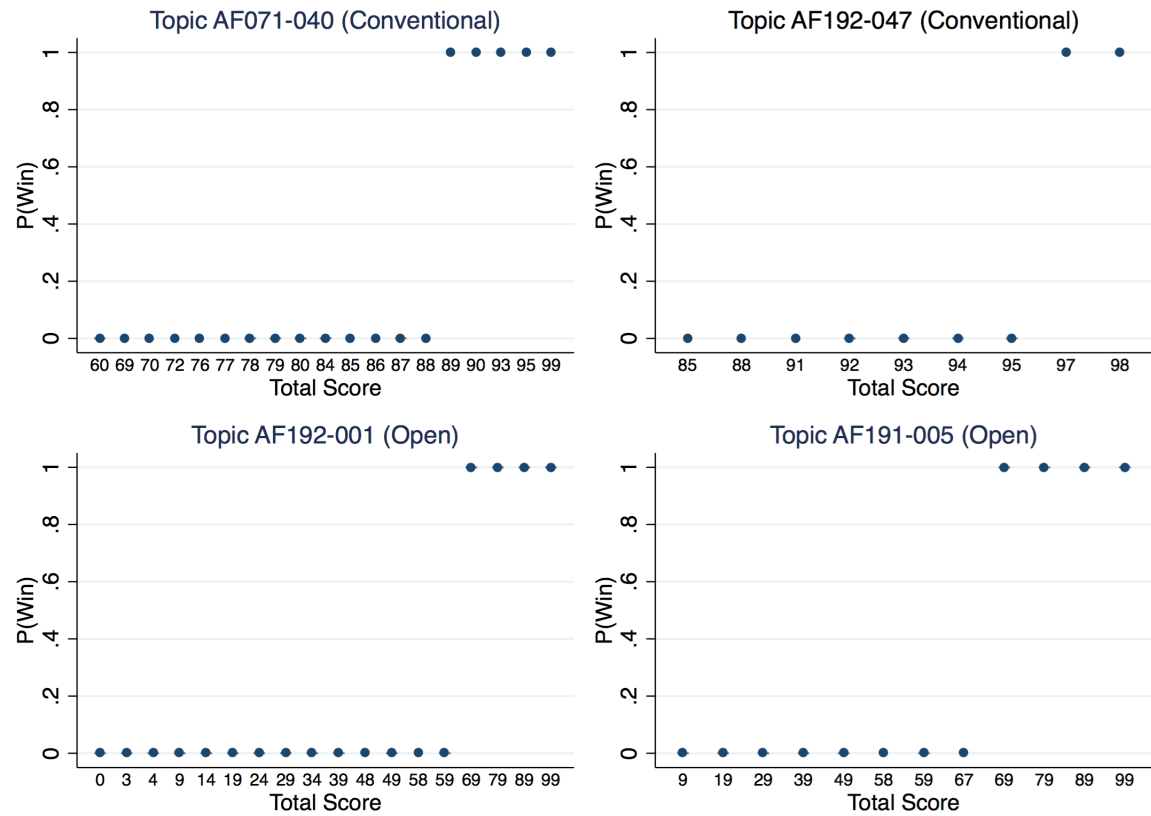 Topic AF071-040 (Conventional)
P(Win)
1
.8
.6
.4
.2
0
60 69 70 72 76 77 78 79 80 84 85 86 87 88 89 90 93 95 99
Total Score
Topic AF192-047 (Conventional)
P(Win)
1
.8
.6
.4
.2
0
85 88 91 92 93 94 95 97 98
Total Score
Topic AF192-001 (Open)
P(Win)
1
.8
.6
.4
.2
0
0 3 4 9 14 19 24 29 34 39 48 49 58 59 69 79 89 99
Total Score
Topic AF191-005 (Open)
P(Win)
1
.8
.6
.4
.2
0
9 19 29 39 49 58 59 67 69 79 89 99
Total Score